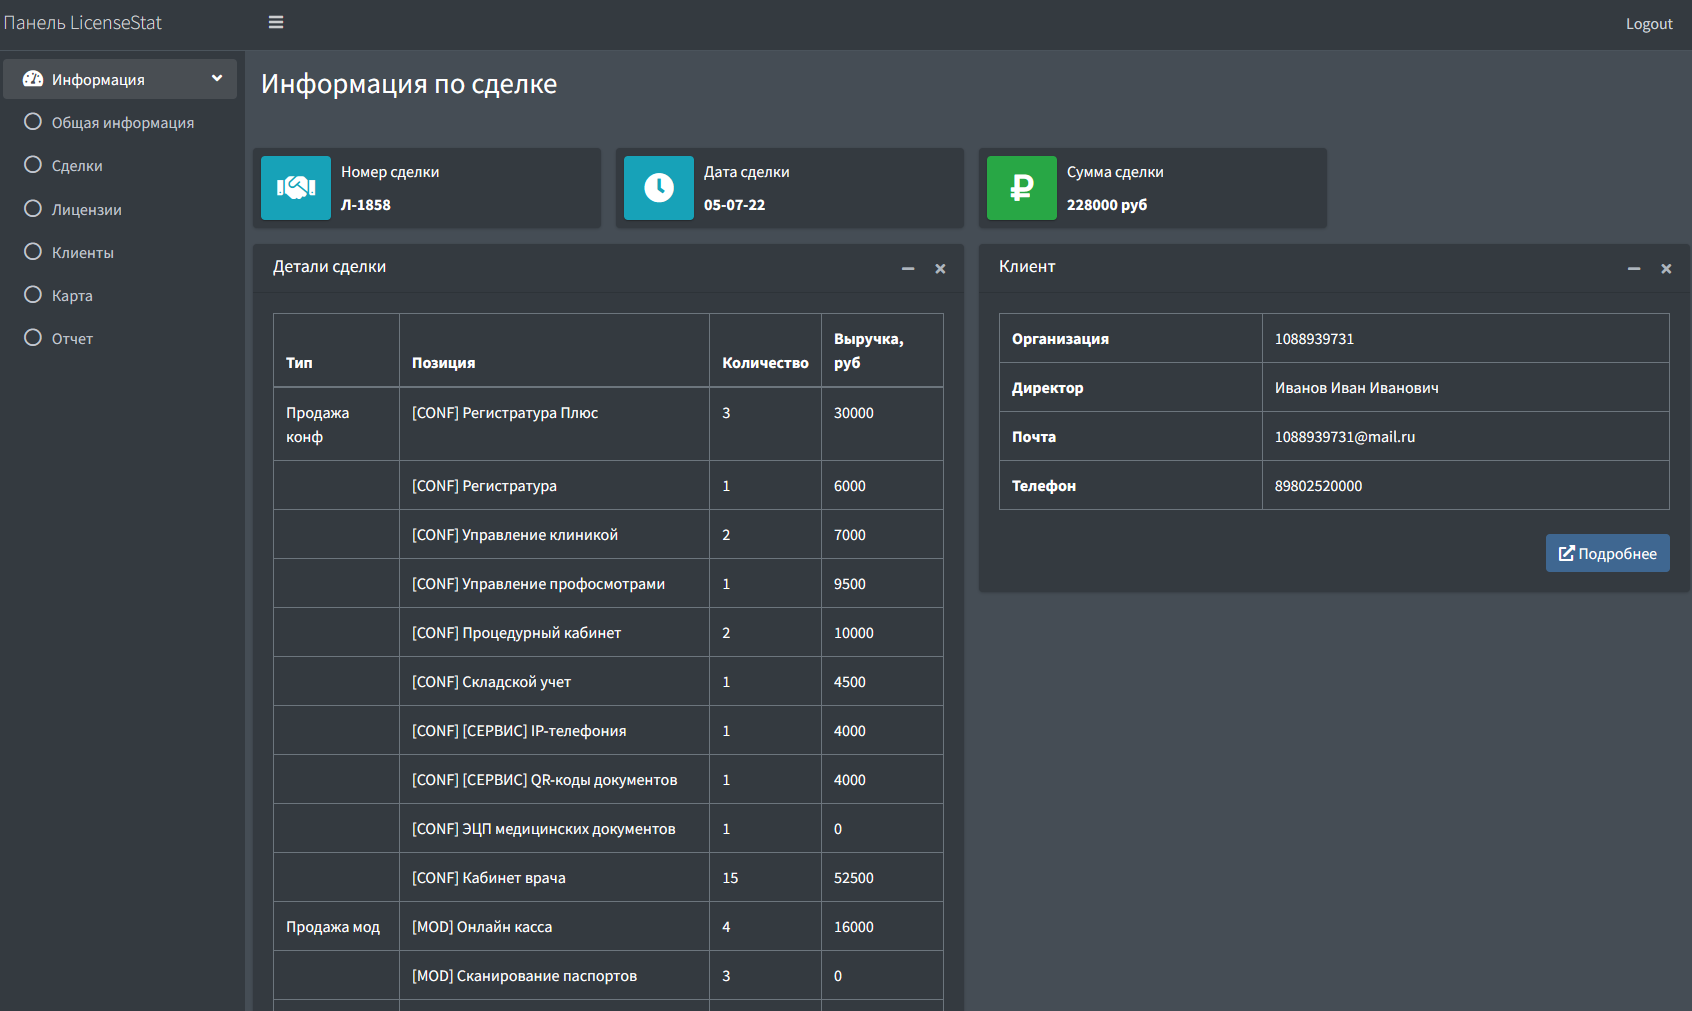 Панель LicenseStat
Logout
Информация
Общая информация
Сделки
Лицензии
Клиенты
Карта
Отчет
Информация по сделке
Номер сделки
Л-1858
Дата сделки
05-07-22
Сумма сделки
228000 руб
Детали сделки
Тип Позиция Количество Выручка, руб
Продажа конф [CONF] Регистратура Плюс 3 30000
[CONF] Регистратура 1 6000
[CONF] Управление клиникой 2 7000
[CONF] Управление профосмотрами 1 9500
[CONF] Процедурный кабинет 2 10000
[CONF] Складской учет 1 4500
[CONF] [СЕРВИС] IP-телефония 1 4000
[CONF] [СЕРВИС] QR-коды документов 1 4000
[CONF] ЭЦП медицинских документов 1 0
[CONF] Кабинет врача 15 52500
Продажа мод [MOD] Онлайн касса 4 16000
[MOD] Сканирование паспортов 3 0
Клиент
Организация 1088939731
Директор Иванов Иван Иванович
Почта 1088939731@mail.ru
Телефон 89802520000
Подробнее